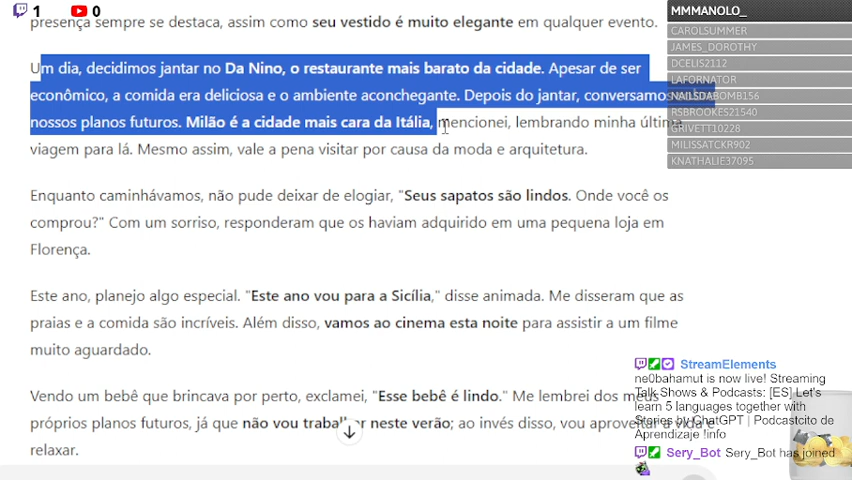 1 0
presença sempre se destaca, assim como seu vestido é muito elegante em qualquer evento.
Um dia, decidimos jantar no Da Nino, o restaurante mais barato da cidade. Apesar de ser
econômico, a comida era deliciosa e o ambiente aconchegante. Depois do jantar, conversamos
nossos planos futuros. Milão é a cidade mais cara da Itália, mencionei, lembrando minha última
viagem para lá. Mesmo assim, vale a pena visitar por causa da moda e arquitetura.
Enquanto caminhávamos, não pude deixar de elogiar, "Seus sapatos são lindos. Onde você os
comprou?" Com um sorriso, responderam que os haviam adquirido em uma pequena loja em
Florença.
Este ano, planejo algo especial. "Este ano vou para a Sicília," disse animada. Me disseram que as
praias e a comida são incríveis. Além disso, vamos ao cinema esta noite para assistir a um filme
muito aguardado.
Vendo um bebê que brincava por perto, exclamei, "Esse bebê é lindo." Me lembrei dos meus
próprios planos futuros, já que não vou trabalhar neste verão; ao invés disso, vou aproveitar a vida e
relaxar.
MMMANOLO_
CAROLSUMMER
JAMES_DOROTHY
DCELIS2112
LAFORNATOR
NAILSDABOMB156
RSBROOKES21540
GRIVETT10228
MILISSATCKR902
KNATHALIE37095
StreamElements
ne0bahamut is now live! Streaming
Talk Shows & Podcasts: [ES] Let's
learn 5 languages together with
Stories by ChatGPT | Podcastcito de
Aprendizaje !info
Sery_Bot Sery_Bot has joined